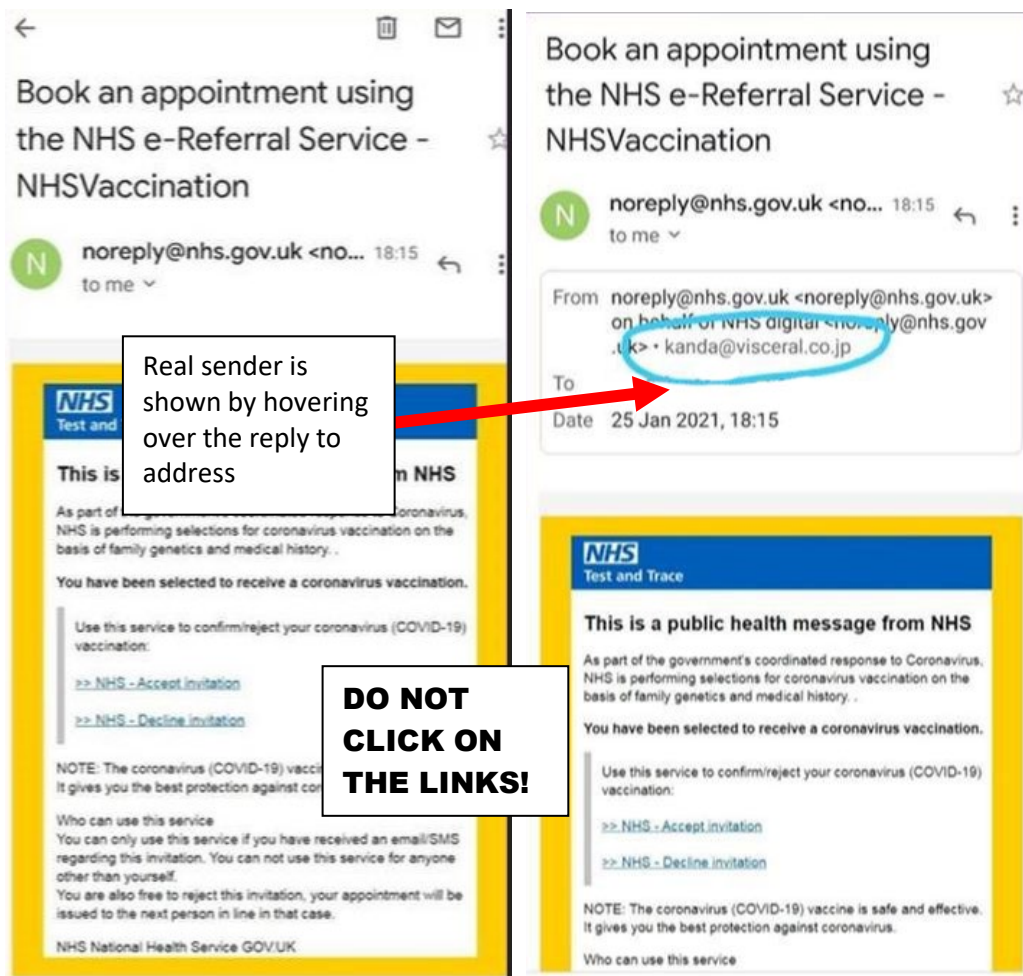 Book an appointment using
the NHS e-Referral Service -
NHSVaccination
N
noreply@nhs.gov.uk <no... 18:15
to me
Real sender is
shown by hovering
over the reply to
address
NHS
Test and
This is
m NHS
As part of
Coronavirus,
NHS is performing selections for coronavirus vaccination on the
basis of family genetics and medical history. .
You have been selected to receive a coronavirus vaccination.
Use this service to confirm/reject your coronavirus (COVID-19)
vaccination:
>> NHS - Accept invitation
>> NHS - Decline invitation
DO NOT
CLICK ON
THE LINKS!
NOTE: The coronavirus (COVID-19) vacci
It gives you the best protection against cor
Who can use this service
You can only use this service if you have received an email/SMS
regarding this invitation. You can not use this service for anyone
other than yourself.
You are also free to reject this invitation, your appointment will be
issued to the next person in line in that case.
NHS National Health Service GOV.UK
Book an appointment using
the NHS e-Referral Service -
NHSVaccination
N
noreply@nhs.gov.uk <no... 18:15
to me
From noreply@nhs.gov.uk <noreply@nhs.gov.uk>
on behalf of NHS digital <noreply@nhs.gov
.uk> • kanda@visceral.co.jp
To
Date 25 Jan 2021, 18:15
NHS
Test and Trace
This is a public health message from NHS
As part of the government's coordinated response to Coronavirus,
NHS is performing selections for coronavirus vaccination on the
basis of family genetics and medical history. .
You have been selected to receive a coronavirus vaccination.
Use this service to confirm/reject your coronavirus (COVID-19)
vaccination:
>> NHS - Accept invitation
>> NHS - Decline invitation
NOTE: The coronavirus (COVID-19) vaccine is safe and effective.
It gives you the best protection against coronavirus.
Who can use this service